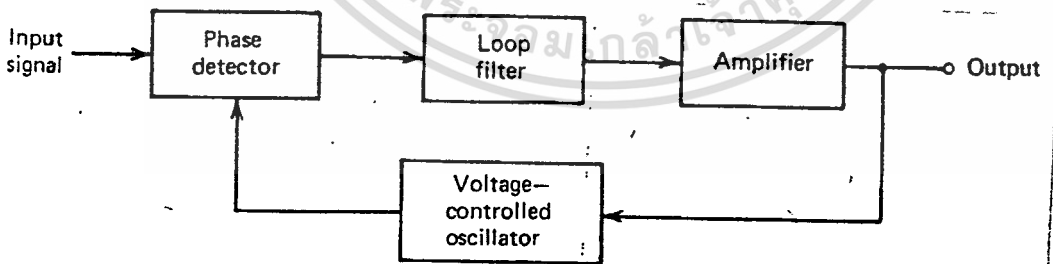 Input
signal
Phase
detector
Loop
filter
Amplifier
Output
Voltage–
controlled
oscillator